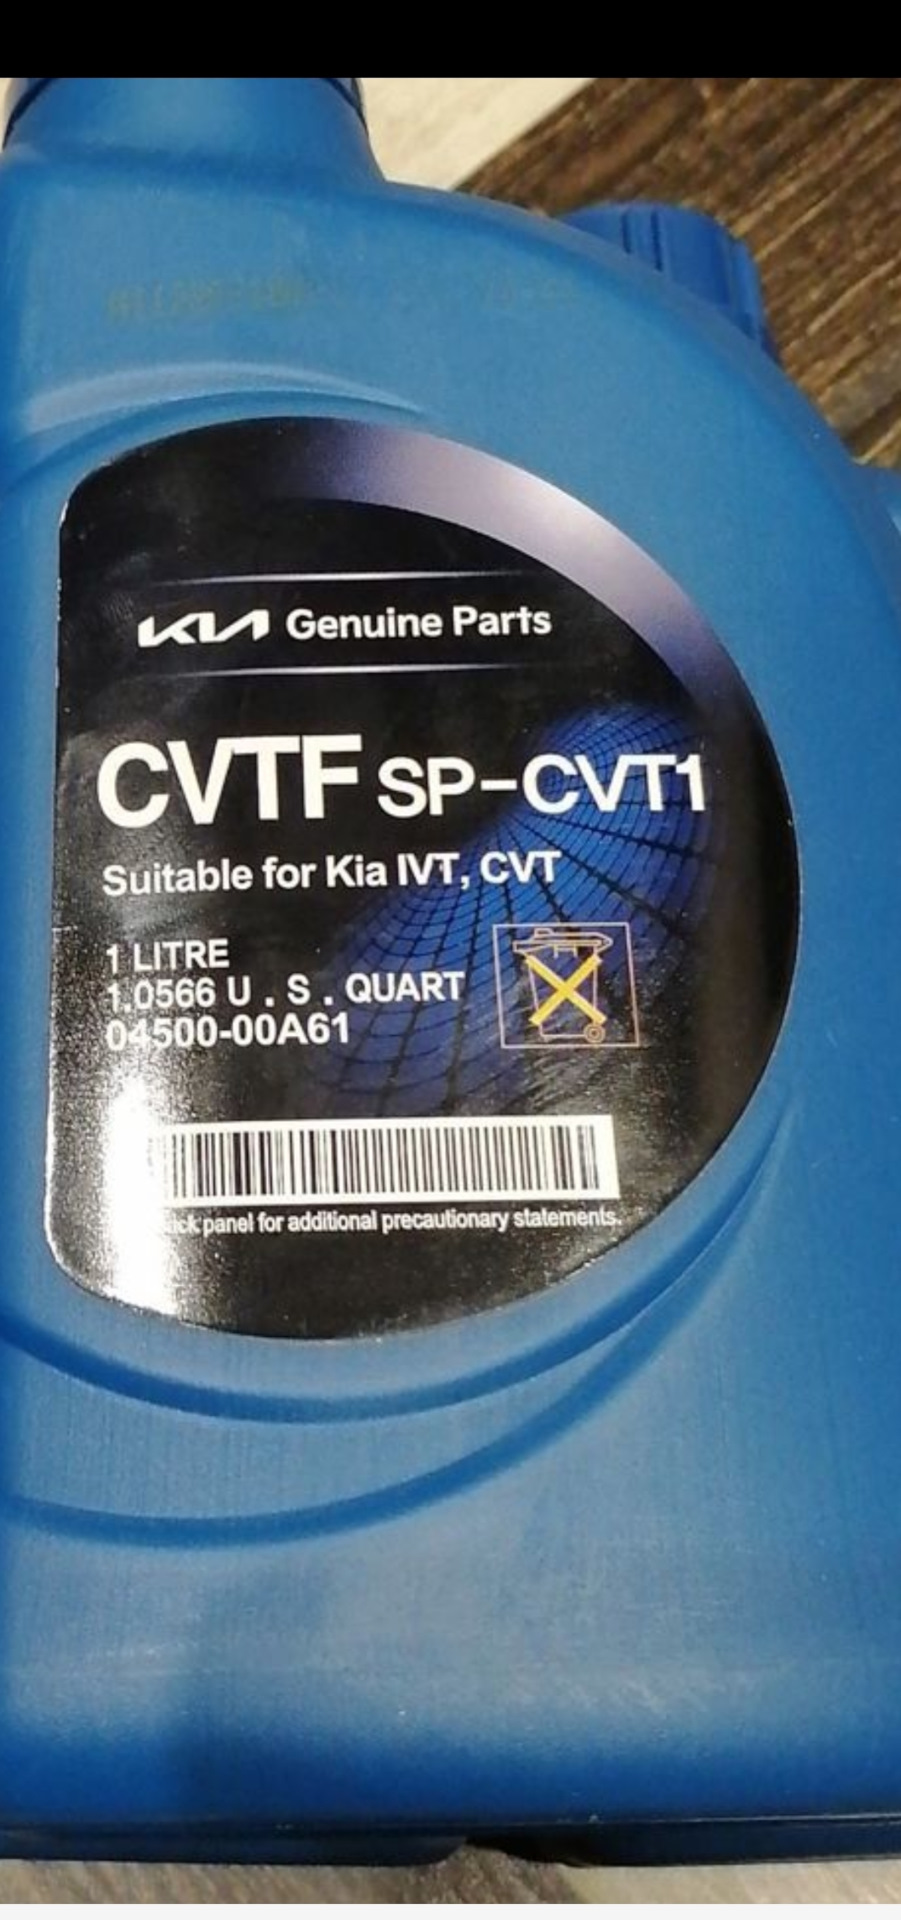 KIA Genuine Parts
CVTF SP-CVT1
Suitable for Kia IVT, CVT
1 LITRE
1.0566 U . S . QUART
04500-00A61
panel for additional precautionary statements.